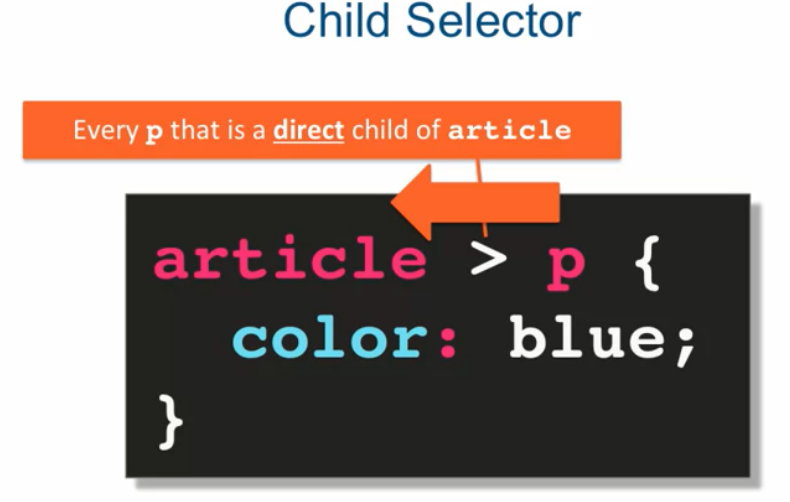 Child Selector
Every p that is a direct child of article
article > p {
  color: blue;
}